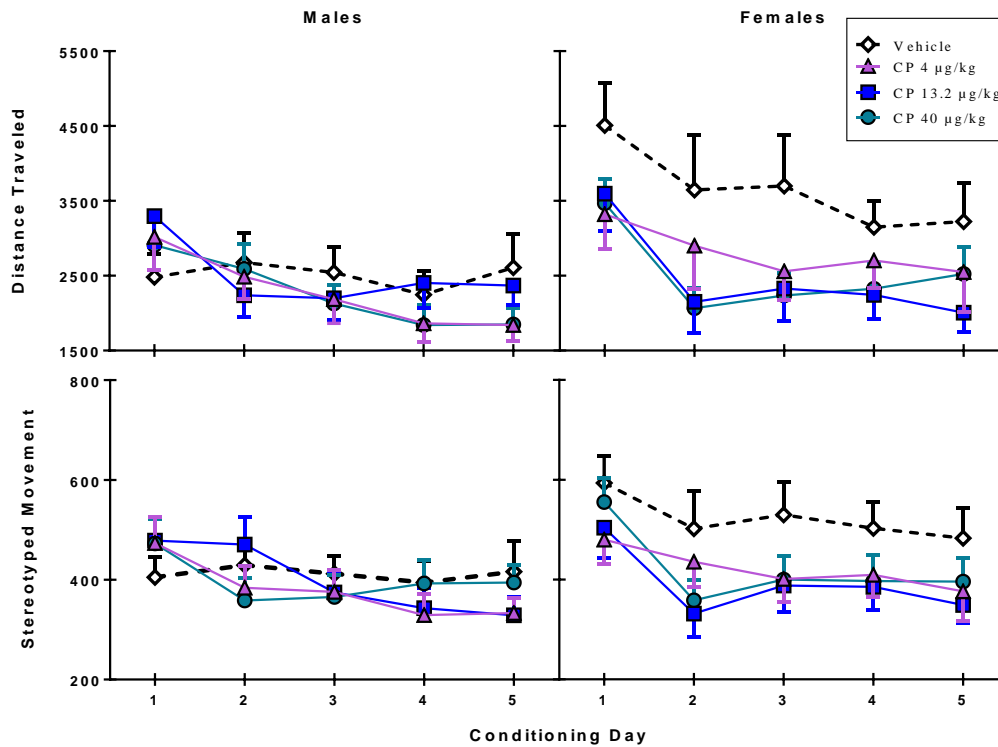 Males
Females
Vehicle
CP 4 µg/kg
CP 13.2 µg/kg
CP 40 µg/kg
Distance Traveled
5500
4500
3500
2500
1500
Stereotyped Movement
800
600
400
200
1 2 3 4 5
1 2 3 4 5
Conditioning Day